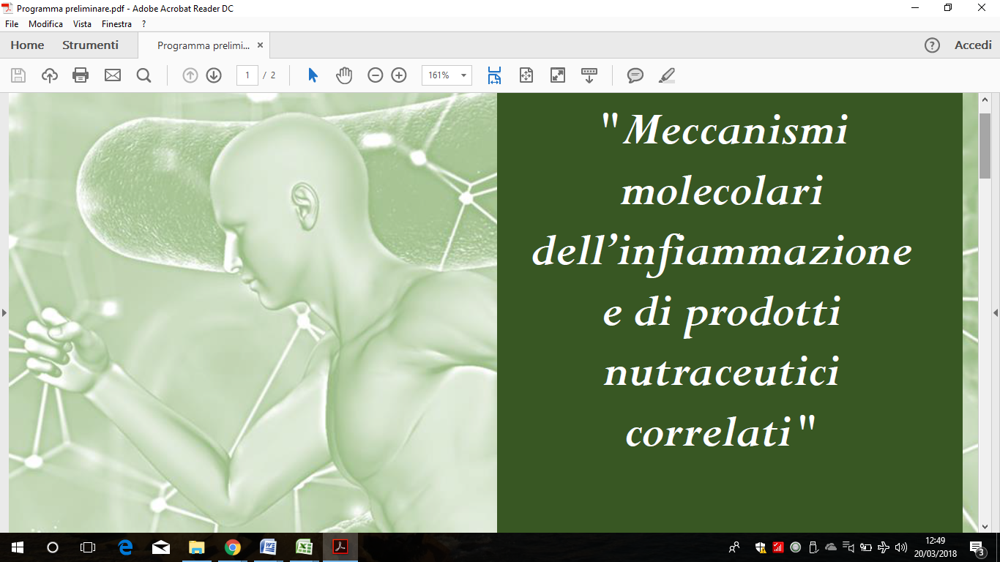 Programma preliminare.pdf - Adobe Acrobat Reader DC
File Modifica Vista Finestra ?
Home Strumenti Programma prelimi... × ? Accedi
1 / 2 161%
"Meccanismi
molecolari
dell’infiammazione
e di prodotti
nutraceutici
correlati"
12:49
20/03/2018
3